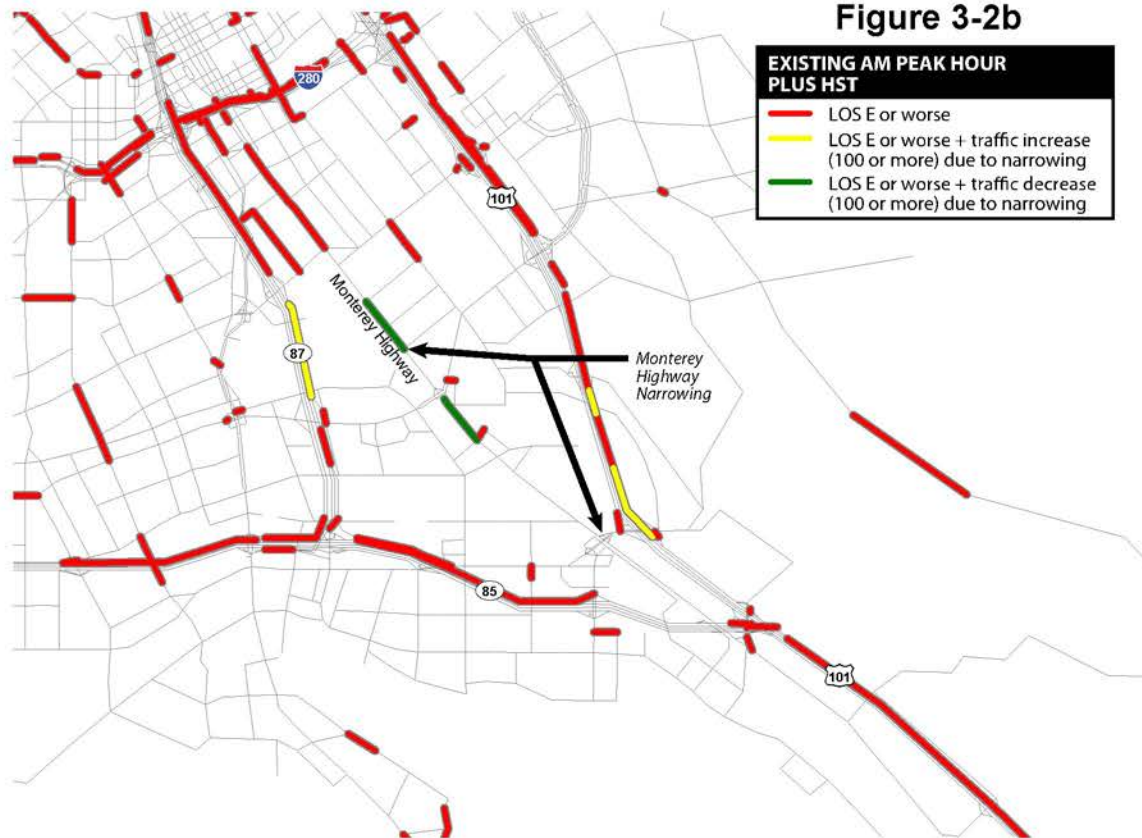 Figure 3-2b
EXISTING AM PEAK HOUR
PLUS HST
LOS E or worse
LOS E or worse + traffic increase
(100 or more) due to narrowing
LOS E or worse + traffic decrease
(100 or more) due to narrowing
280
101
Monterey Highway
87
Monterey
Highway
Narrowing
85
101